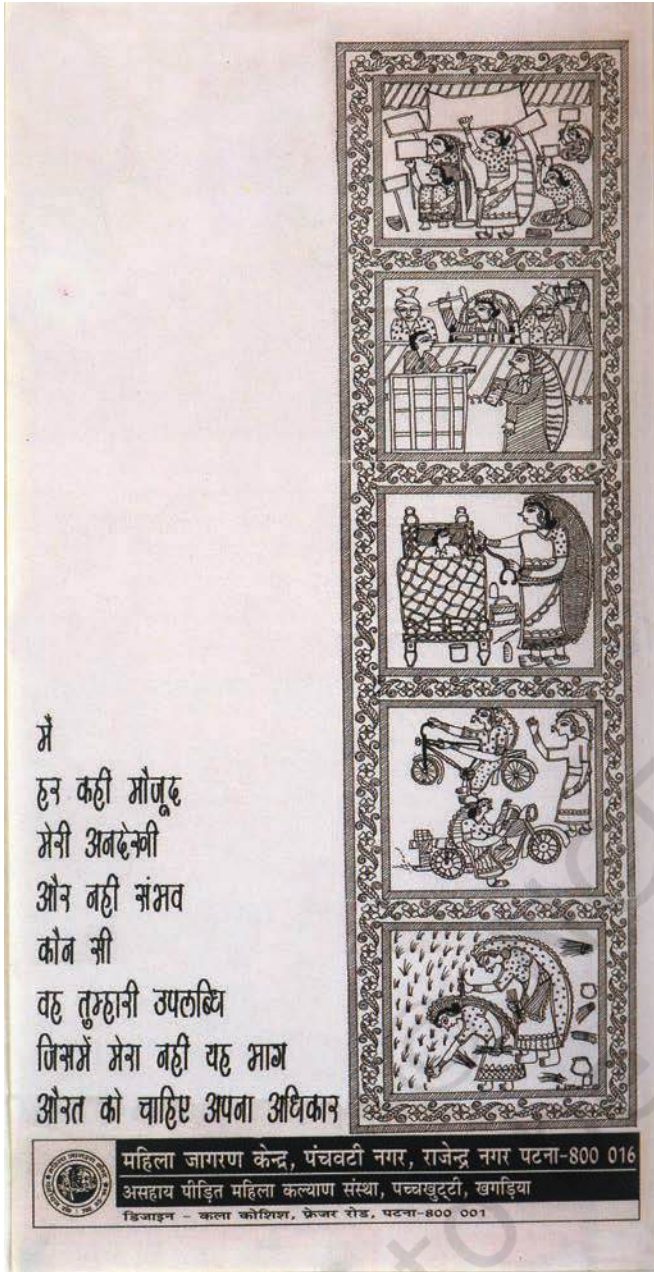 मैं
हर कहीं मौजूद
मेरी अनदेखी
और नहीं संभव
कौन सी
वह तुम्हारी उपलब्धि
जिसमें मेरा नहीं यह भाग
औरत को चाहिए अपना अधिकार
महिला जागरण केन्द्र, पंचवटी नगर, राजेन्द्र नगर पटना-800 016
असहाय पीड़ित महिला कल्याण संस्था, पच्चखुट्टी, खगड़िया
डिजाइन - कला कोशिश, फ्रेजर रोड, पटना-800 001